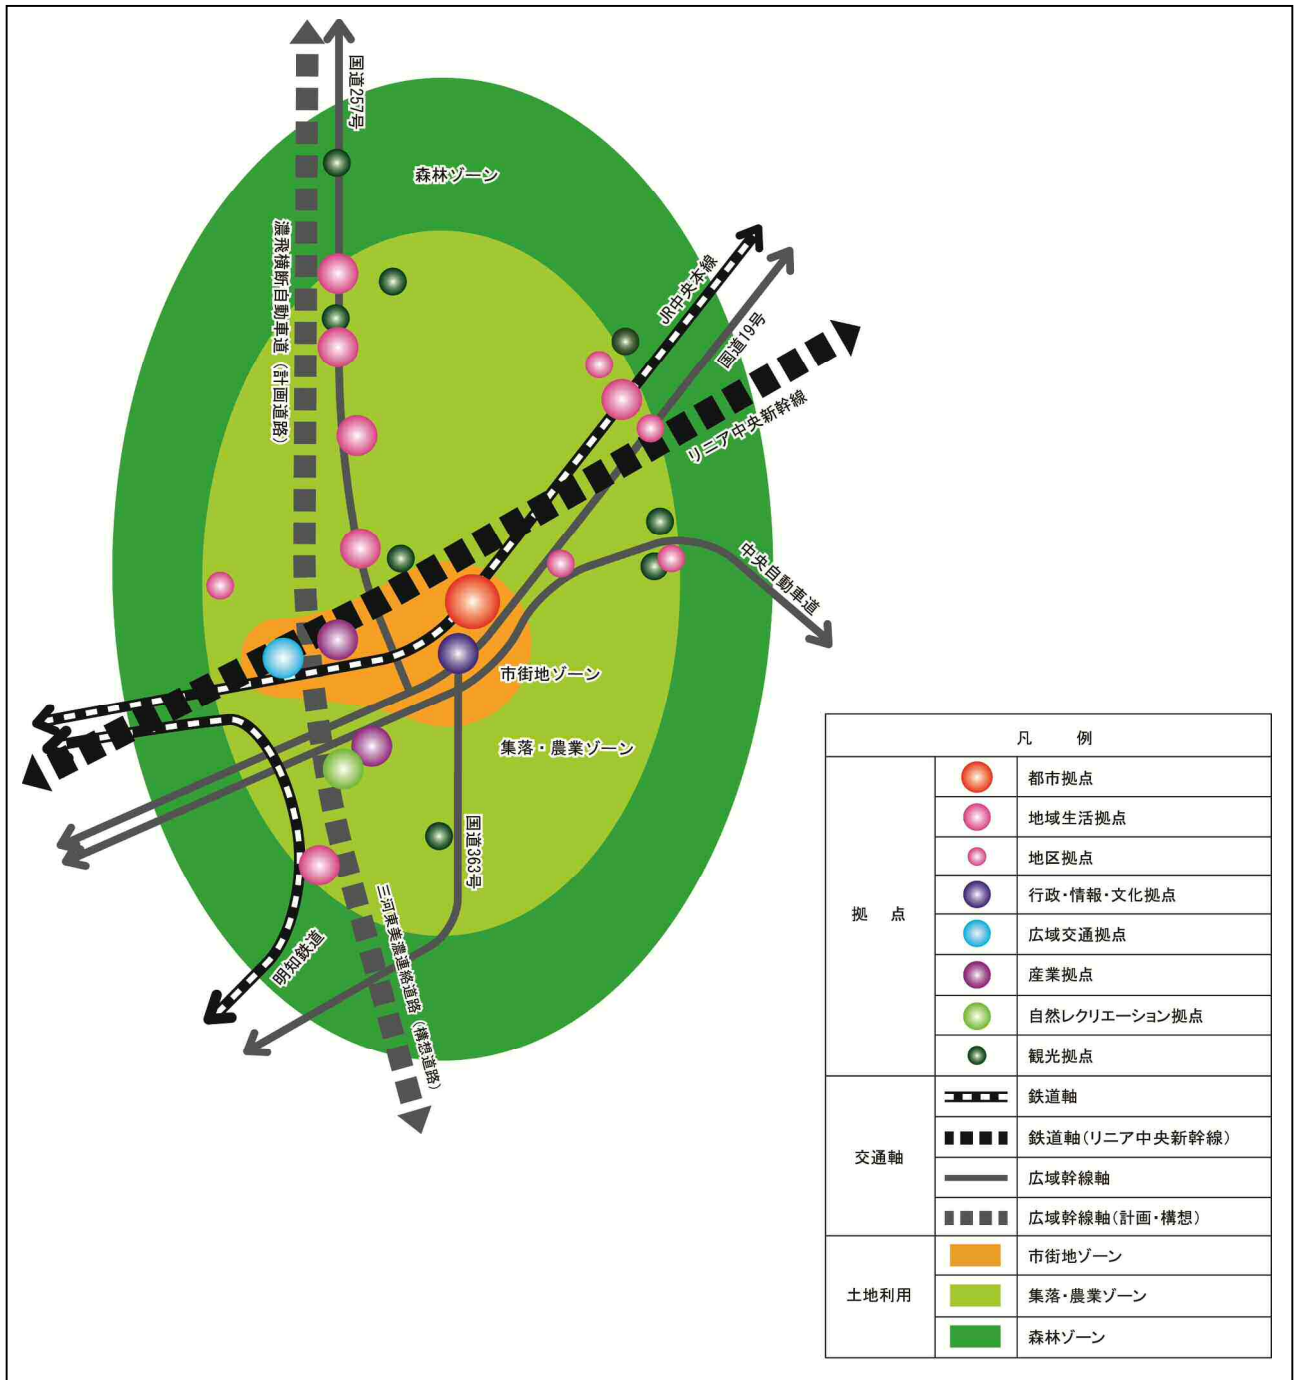 国道257号
森林ゾーン
濃飛横断自動車道(計画道路)
JR中央本線
国道19号
リニア中央新幹線
中央自動車道
市街地ゾーン
集落・農業ゾーン
国道363号
三河東美濃連絡道路(構想道路)
明知鉄道
凡 例
拠 点
都市拠点
地域生活拠点
地区拠点
行政・情報・文化拠点
広域交通拠点
産業拠点
自然レクリエーション拠点
観光拠点
交通軸
鉄道軸
鉄道軸(リニア中央新幹線)
広域幹線軸
広域幹線軸(計画・構想)
土地利用
市街地ゾーン
集落・農業ゾーン
森林ゾーン